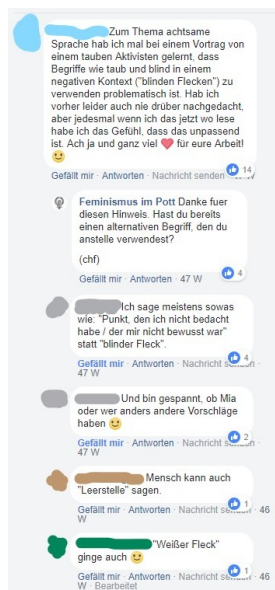 Zum Thema achtsame
Sprache hab ich mal bei einem Vortrag von
einem tauben Aktivisten gelernt, dass
Begriffe wie taub und blind in einem
negativen Kontext ("blinden Flecken") zu
verwenden problematisch ist. Hab ich
vorher leider auch nie drüber nachgedacht,
aber jedesmal wenn ich das jetzt wo lese
habe ich das Gefühl, dass das unpassend
ist. Ach ja und ganz viel ❤️ für eure Arbeit!
🙂
14
Gefällt mir · Antworten · Nachricht senden · 47 W
Feminismus im Pott Danke fuer
diesen Hinweis. Hast du bereits
einen alternativen Begriff, den du
anstelle verwendest?
(chf)
4
Gefällt mir · Antworten · 47 W
Ich sage meistens sowas
wie: "Punkt, den ich nicht bedacht
habe / der mir nicht bewusst war"
statt "blinder Fleck".
4
Gefällt mir · Antworten · Nachricht senden ·
47 W
Und bin gespannt, ob Mia
oder wer anders andere Vorschläge
haben 🙂
2
Gefällt mir · Antworten · Nachricht senden ·
47 W
Mensch kann auch
"Leerstelle" sagen.
1
Gefällt mir · Antworten · Nachricht senden · 46
W
"Weißer Fleck"
ginge auch 🙂
1
Gefällt mir · Antworten · Nachricht senden · 46
W · Bearbeitet